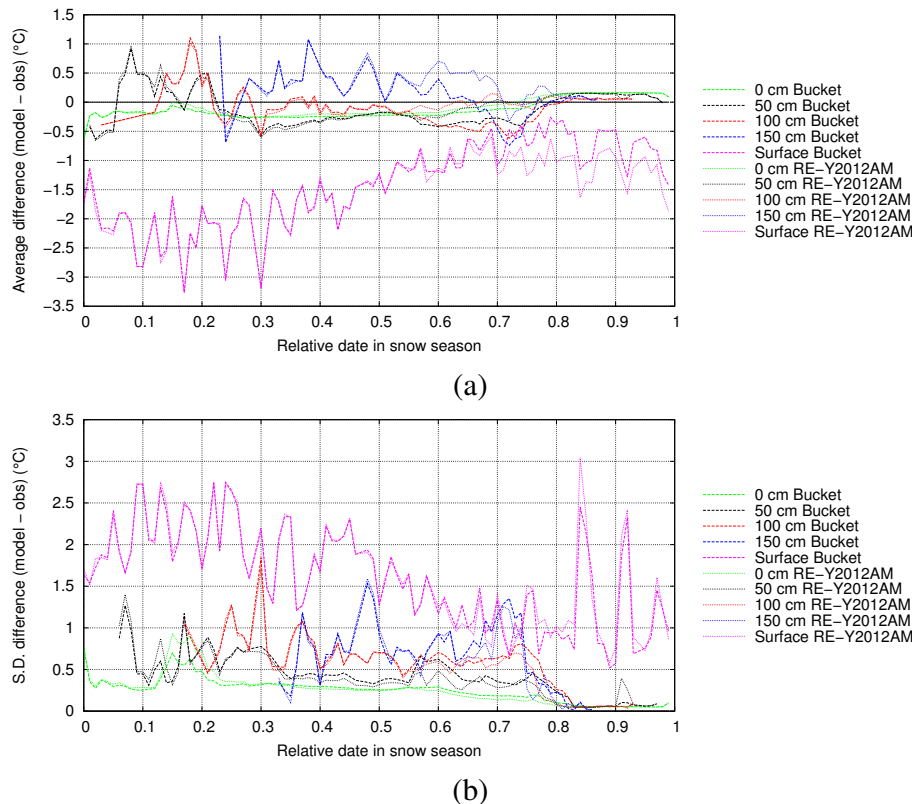 1.5
1
0.5
0
−0.5
−1
−1.5
−2
−2.5
−3
−3.5
Average difference (model − obs) (°C)
0 0.1 0.2 0.3 0.4 0.5 0.6 0.7 0.8 0.9 1
Relative date in snow season
0 cm Bucket
50 cm Bucket
100 cm Bucket
150 cm Bucket
Surface Bucket
0 cm RE−Y2012AM
50 cm RE−Y2012AM
100 cm RE−Y2012AM
150 cm RE−Y2012AM
Surface RE−Y2012AM
(a)
3.5
3
2.5
2
1.5
1
0.5
0
S.D. difference (model − obs) (°C)
0 0.1 0.2 0.3 0.4 0.5 0.6 0.7 0.8 0.9 1
Relative date in snow season
0 cm Bucket
50 cm Bucket
100 cm Bucket
150 cm Bucket
Surface Bucket
0 cm RE−Y2012AM
50 cm RE−Y2012AM
100 cm RE−Y2012AM
150 cm RE−Y2012AM
Surface RE−Y2012AM
(b)